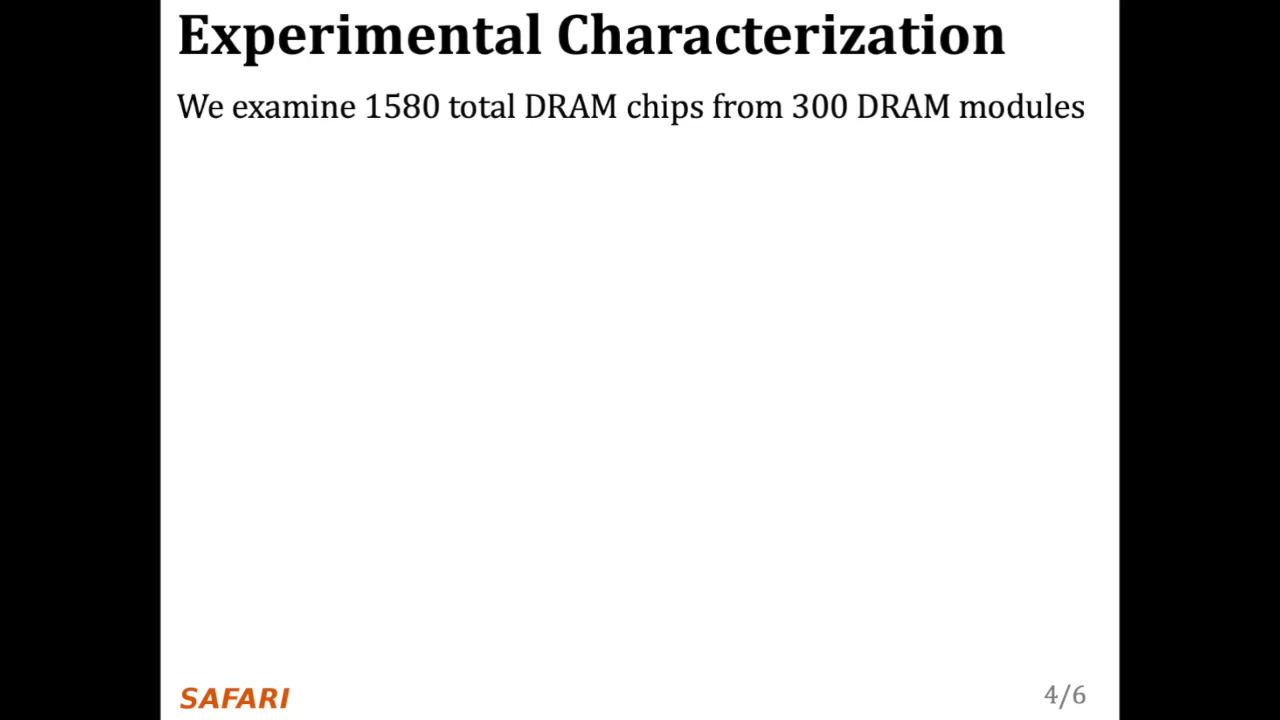 Experimental Characterization
We examine 1580 total DRAM chips from 300 DRAM modules
SAFARI
4/6